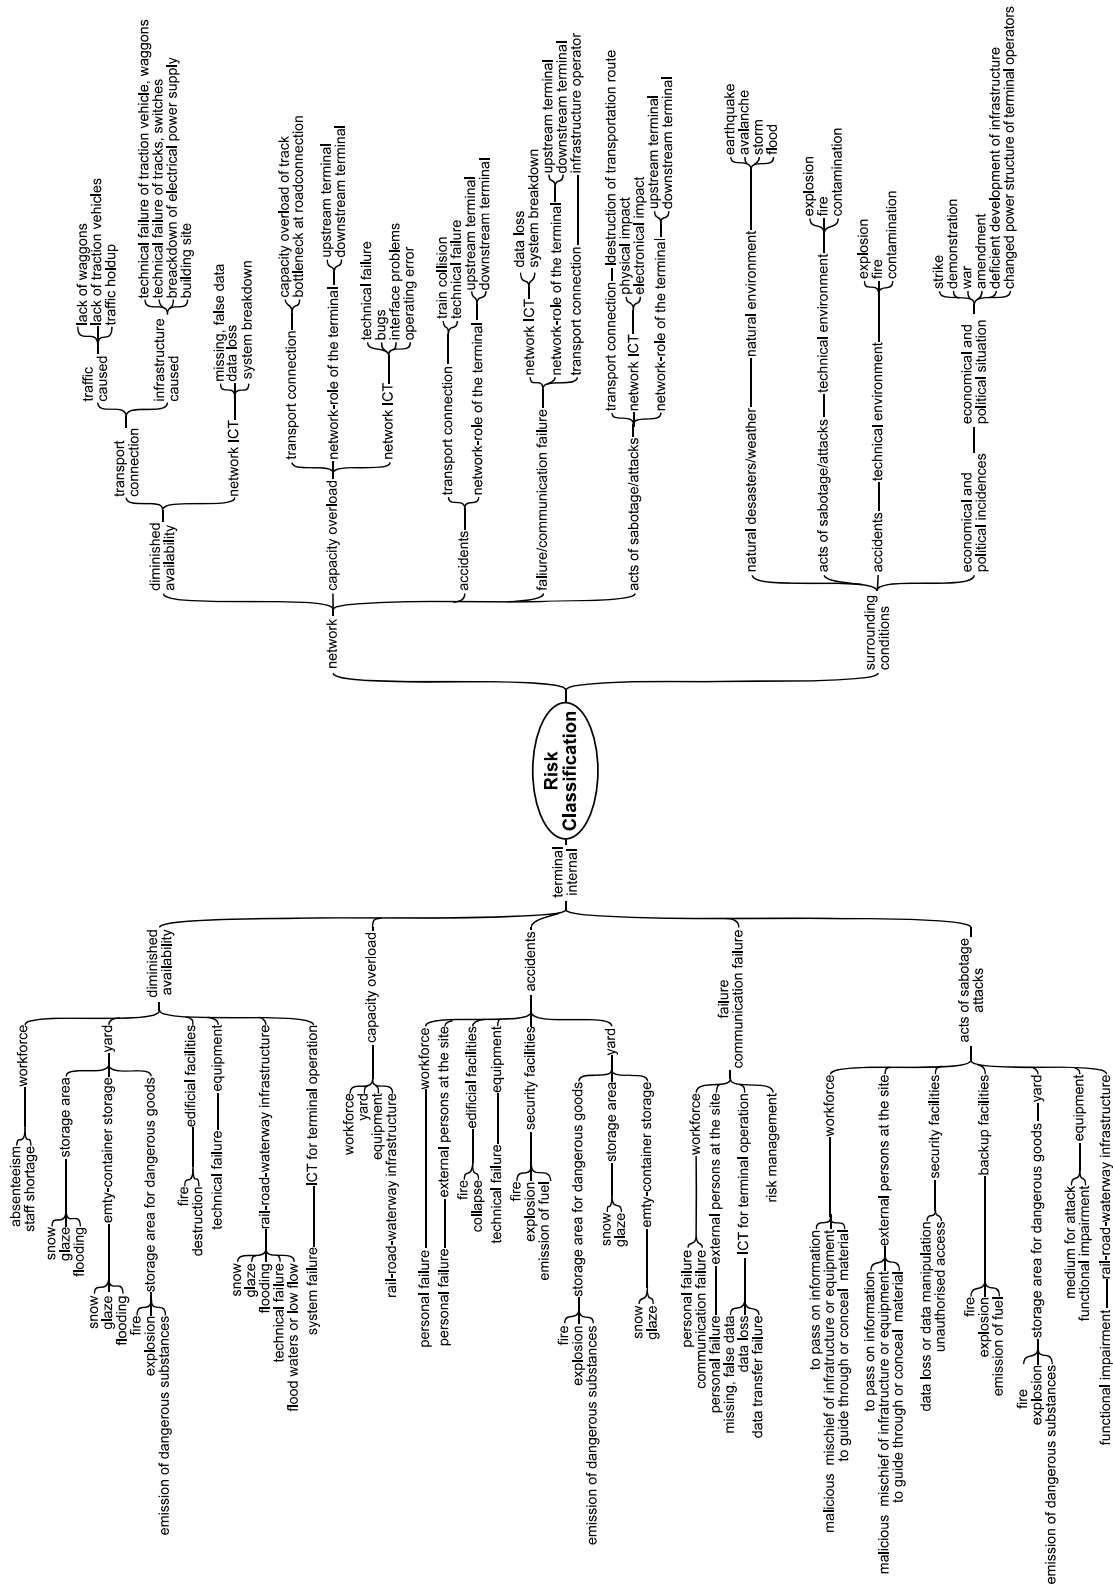 Risk
Classification
terminal
internal
diminished
availability
workforce
absenteeism
staff shortage
yard
storage area
snow
glaze
flooding
emty-container storage
snow
glaze
flooding
storage area for dangerous goods
fire
explosion
emission of dangerous substances
edificial facilities
fire
destruction
equipment
technical failure
rail-road-waterway infrastructure
snow
glaze
flooding
technical failure
flood waters or low flow
ICT for terminal operation
system failure
capacity overload
workforce
yard
equipment
rail-road-waterway infrastructure
accidents
workforce
personal failure
external persons at the site
personal failure
edificial facilities
fire
collapse
equipment
technical failure
security facilities
fire
explosion
emission of fuel
yard
storage area for dangerous goods
fire
explosion
emission of dangerous substances
storage area
snow
glaze
emty-container storage
snow
glaze
failure
communication failure
workforce
personal failure
communication failure
external persons at the site
personal failure
ICT for terminal operation
missing, false data
data loss
data transfer failure
risk management
acts of sabotage
attacks
workforce
to pass on information
malicious mischief of infrastructure or equipment
to guide through or conceal material
external persons at the site
to pass on information
malicious mischief of infrastructure or equipment
to guide through or conceal material
security facilities
data loss or data manipulation
unauthorised access
backup facilities
fire
explosion
emission of fuel
yard
storage area for dangerous goods
fire
explosion
emission of dangerous substances
equipment
medium for attack
functional impairment
rail-road-waterway infrastructure
functional impairment
network
diminished
availability
transport
connection
traffic
caused
lack of waggons
lack of traction vehicles
traffic holdup
infrastructure
caused
technical failure of traction vehicle, waggons
technical failure of tracks, switches
breackdown of electrical power supply
building site
network ICT
missing, false data
data loss
system breakdown
capacity overload
transport connection
capacity overload of track
bottleneck at roadconnection
network-role of the terminal
upstream terminal
downstream terminal
network ICT
technical failure
bugs
interface problems
operating error
accidents
transport connection
train collision
technical failure
network-role of the terminal
upstream terminal
downstream terminal
faliure/communication failure
network ICT
data loss
system breakdown
network-role of the terminal
upstream terminal
downstream terminal
transport connection
infrastructure operator
acts of sabotage/attacks
transport connection
destruction of transportation route
network ICT
physical impact
electronical impact
network-role of the terminal
upstream terminal
downstream terminal
surrounding
conditions
natural desasters/weather
natural environment
earthquake
avalanche
storm
flood
acts of sabotage/attacks
technical environment
explosion
fire
contamination
accidents
technical environment
explosion
fire
contamination
economical and
political incidences
economical and
political situation
strike
demonstration
war
amendment
deficient development of infrastructure
changed power structure of terminal operators